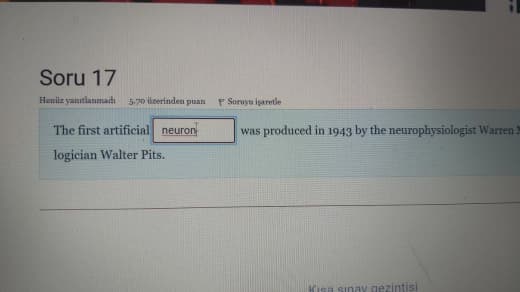 Soru 17
Henüz yanıtlanmadı 5,70 üzerinden puan Soruyu işaretle
The first artificial neuron was produced in 1943 by the neurophysiologist Warren
logician Walter Pits.
Kısa sınav gezintisi